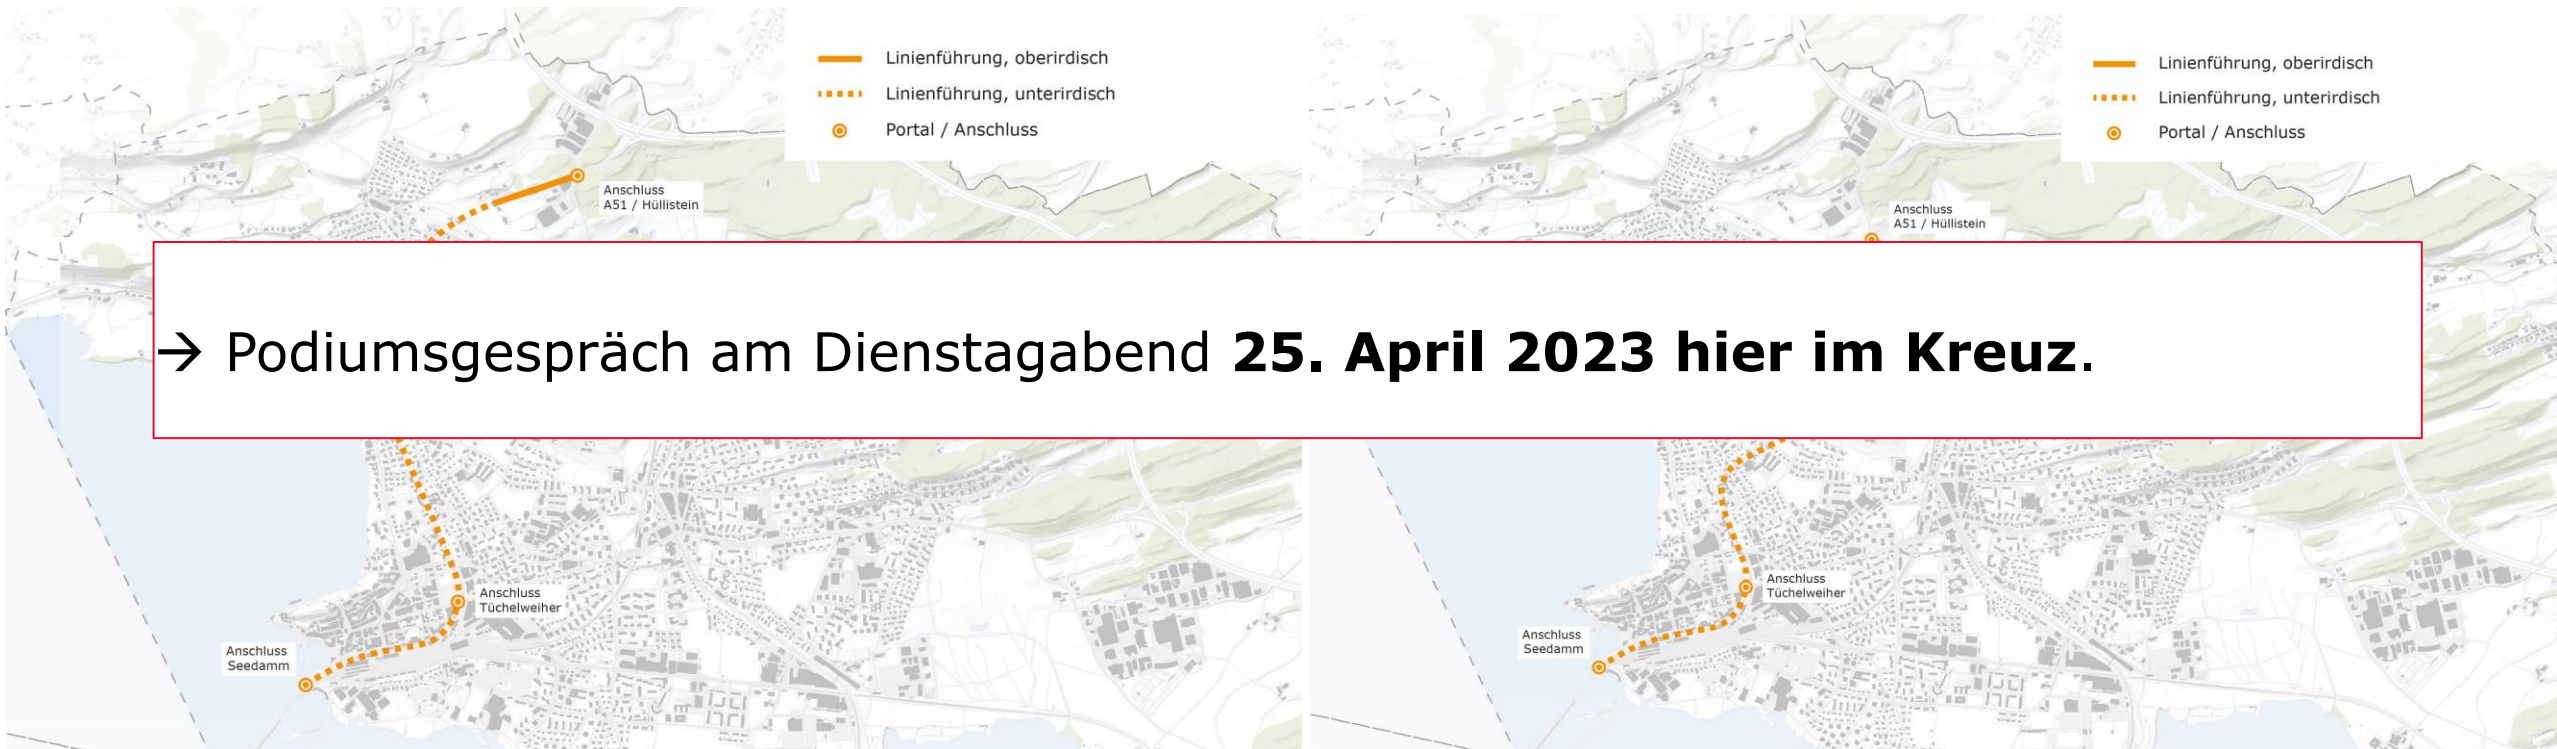 Linienführung, oberirdisch
Linienführung, unterirdisch
Portal / Anschluss
Anschluss
A51 / Hüllistein
Linienführung, oberirdisch
Linienführung, unterirdisch
Portal / Anschluss
Anschluss
A51 / Hüllistein
→ Podiumsgespräch am Dienstagabend 25. April 2023 hier im Kreuz.
Anschluss
Tüchelweiher
Anschluss
Seedamm
Anschluss
Tüchelweiher
Anschluss
Seedamm